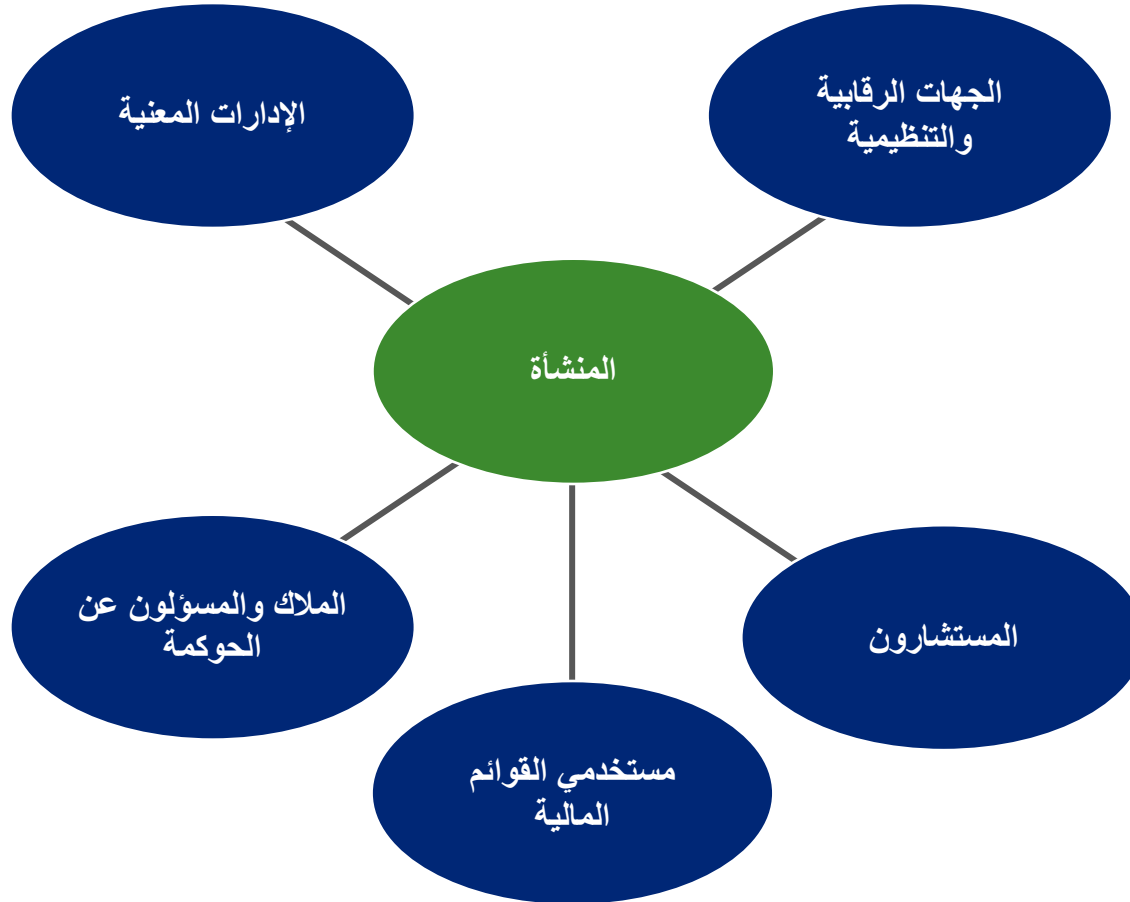 الجهات الرقابية
والتنظيمية
الإدارات المعنية
المنشأة
الملاك والمسؤلون عن
الحوكمة
المستشارون
مستخدمي القوائم
المالية